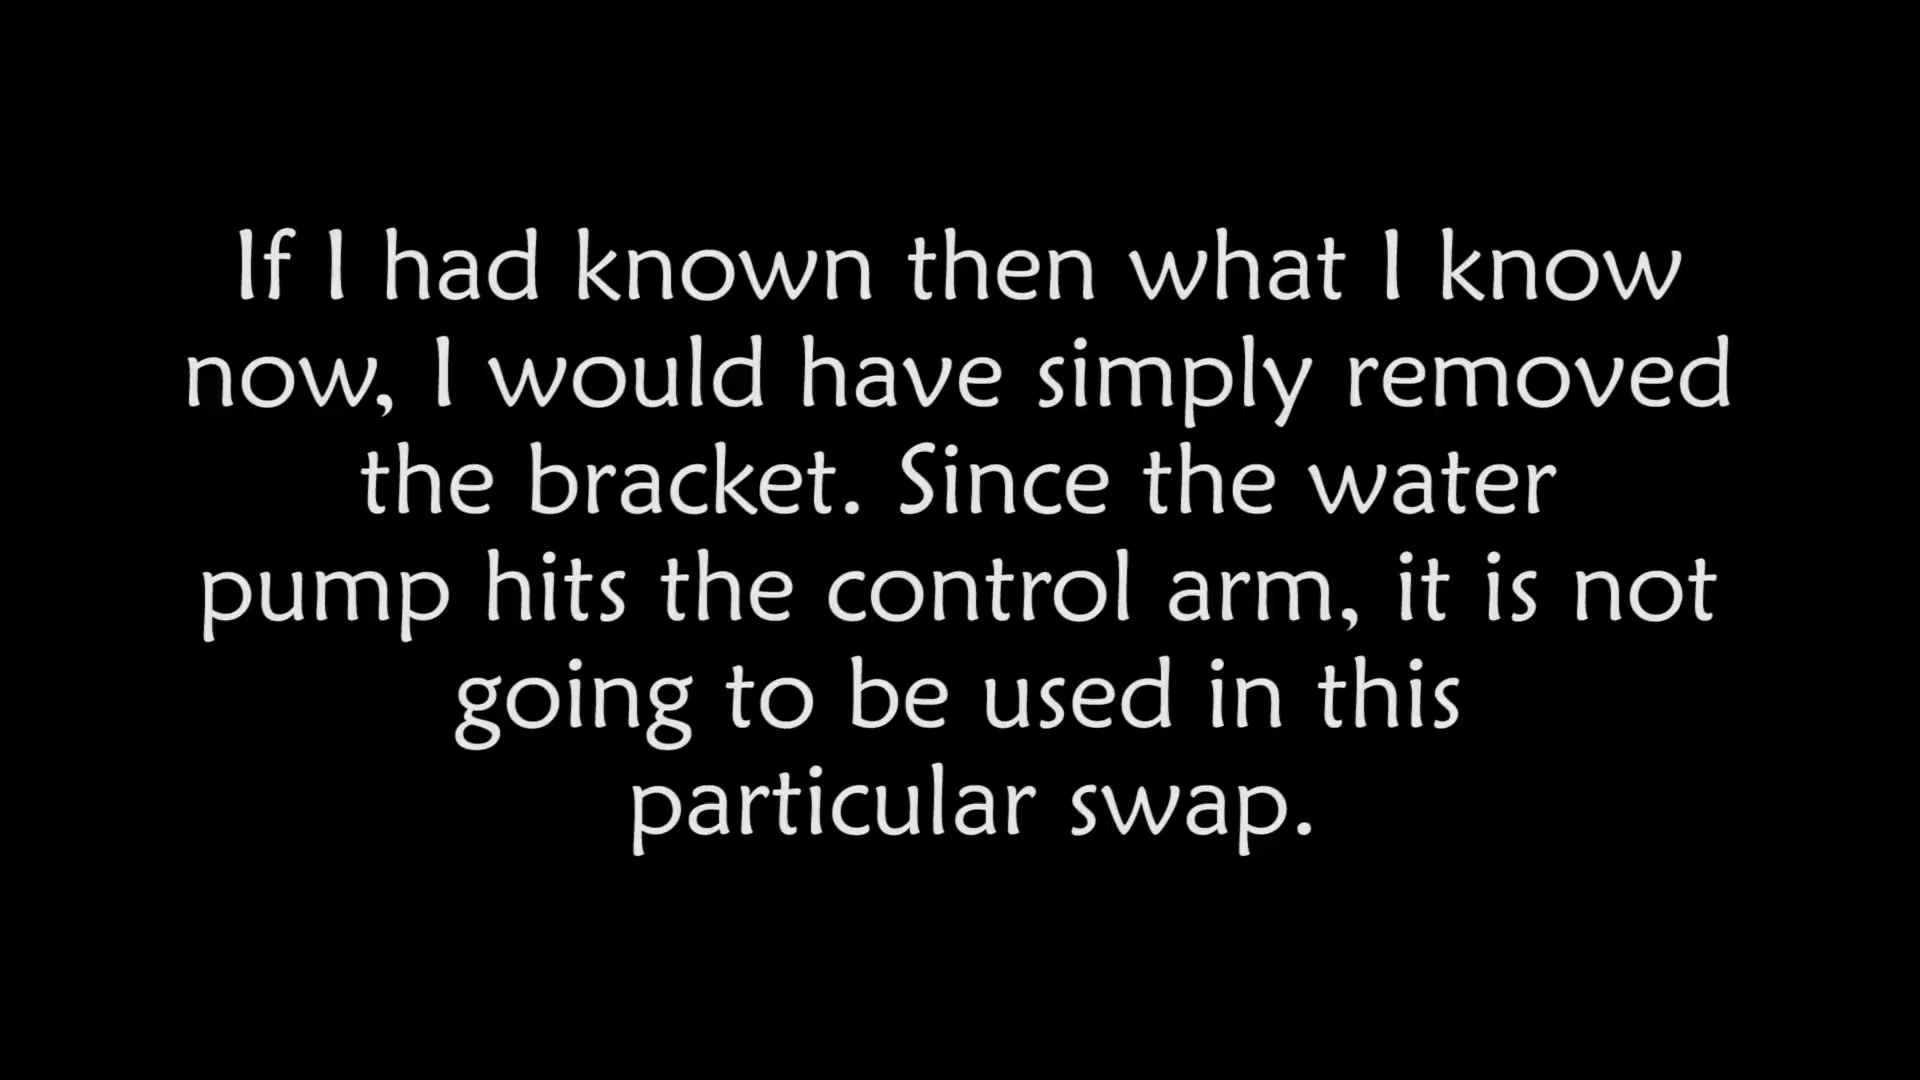 If I had known then what I know
now, I would have simply removed
the bracket. Since the water
pump hits the control arm, it is not
going to be used in this
particular swap.